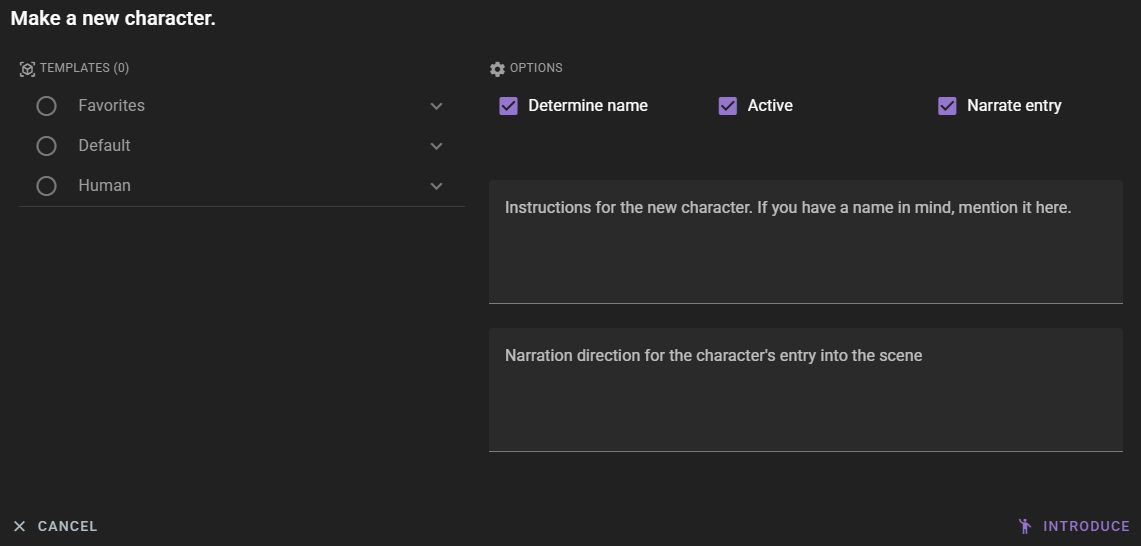 Make a new character.
TEMPLATES (0)
Favorites
Default
Human
OPTIONS
Determine name
Active
Narrate entry
Instructions for the new character. If you have a name in mind, mention it here.
Narration direction for the character's entry into the scene
CANCEL
INTRODUCE